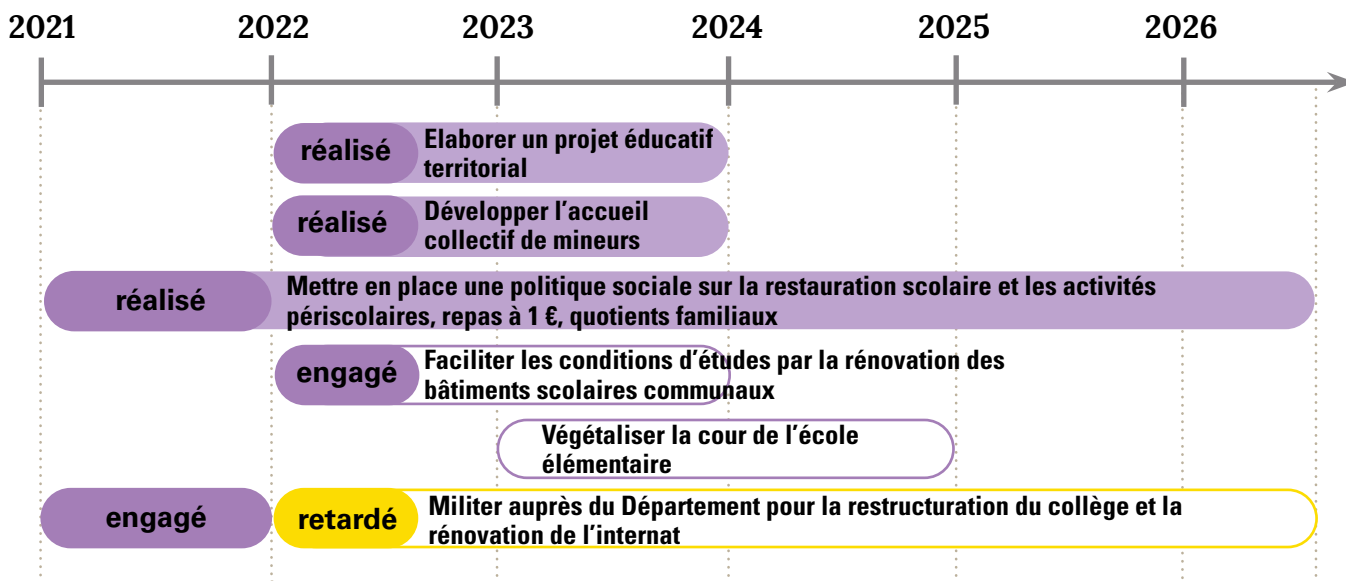 2021 2022 2023 2024 2025 2026
réalisé
Elaborer un projet éducatif
territorial
réalisé
Développer l’accueil
collectif de mineurs
réalisé
Mettre en place une politique sociale sur la restauration scolaire et les activités
périscolaires, repas à 1 €, quotients familiaux
engagé
Faciliter les conditions d’études par la rénovation des
bâtiments scolaires communaux
Végétaliser la cour de l’école
élémentaire
engagé
retardé
Militer auprès du Département pour la restructuration du collège et la
rénovation de l’internat